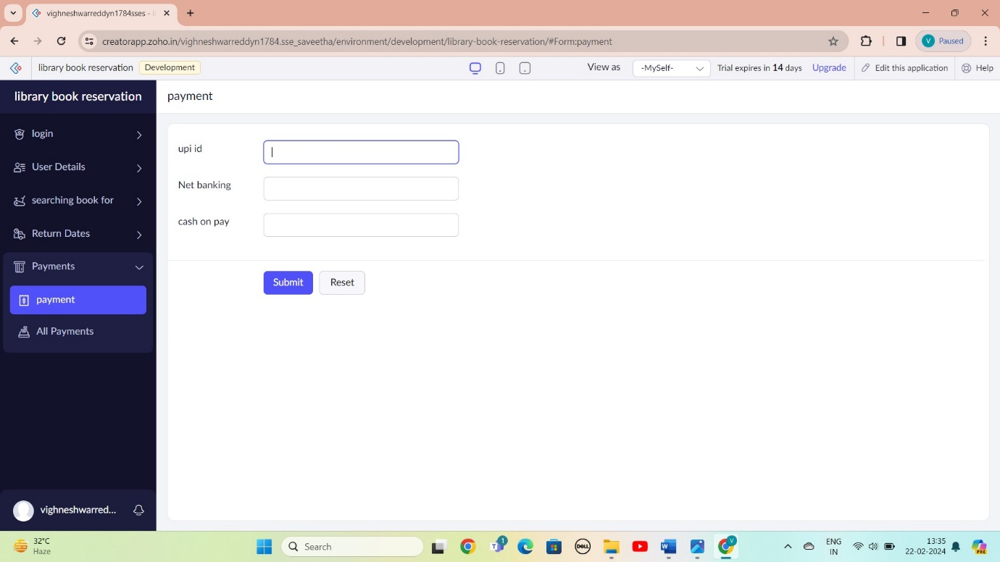 vighneshwarreddyn1784sses -
creatorapp.zoho.in/vighneshwarreddyn1784.sse_saveetha/environment/development/library-book-reservation/#Form:payment
V Paused
library book reservation Development
View as -MySelf- Trial expires in 14 days Upgrade Edit this application Help
library book reservation
payment
login
User Details
searching book for
Return Dates
Payments
payment
All Payments
upi id
Net banking
cash on pay
Submit Reset
vighneshwarred...
32°C
Haze
Search
1
DELL
W
V
ENG
IN
13:35
22-02-2024
PRE